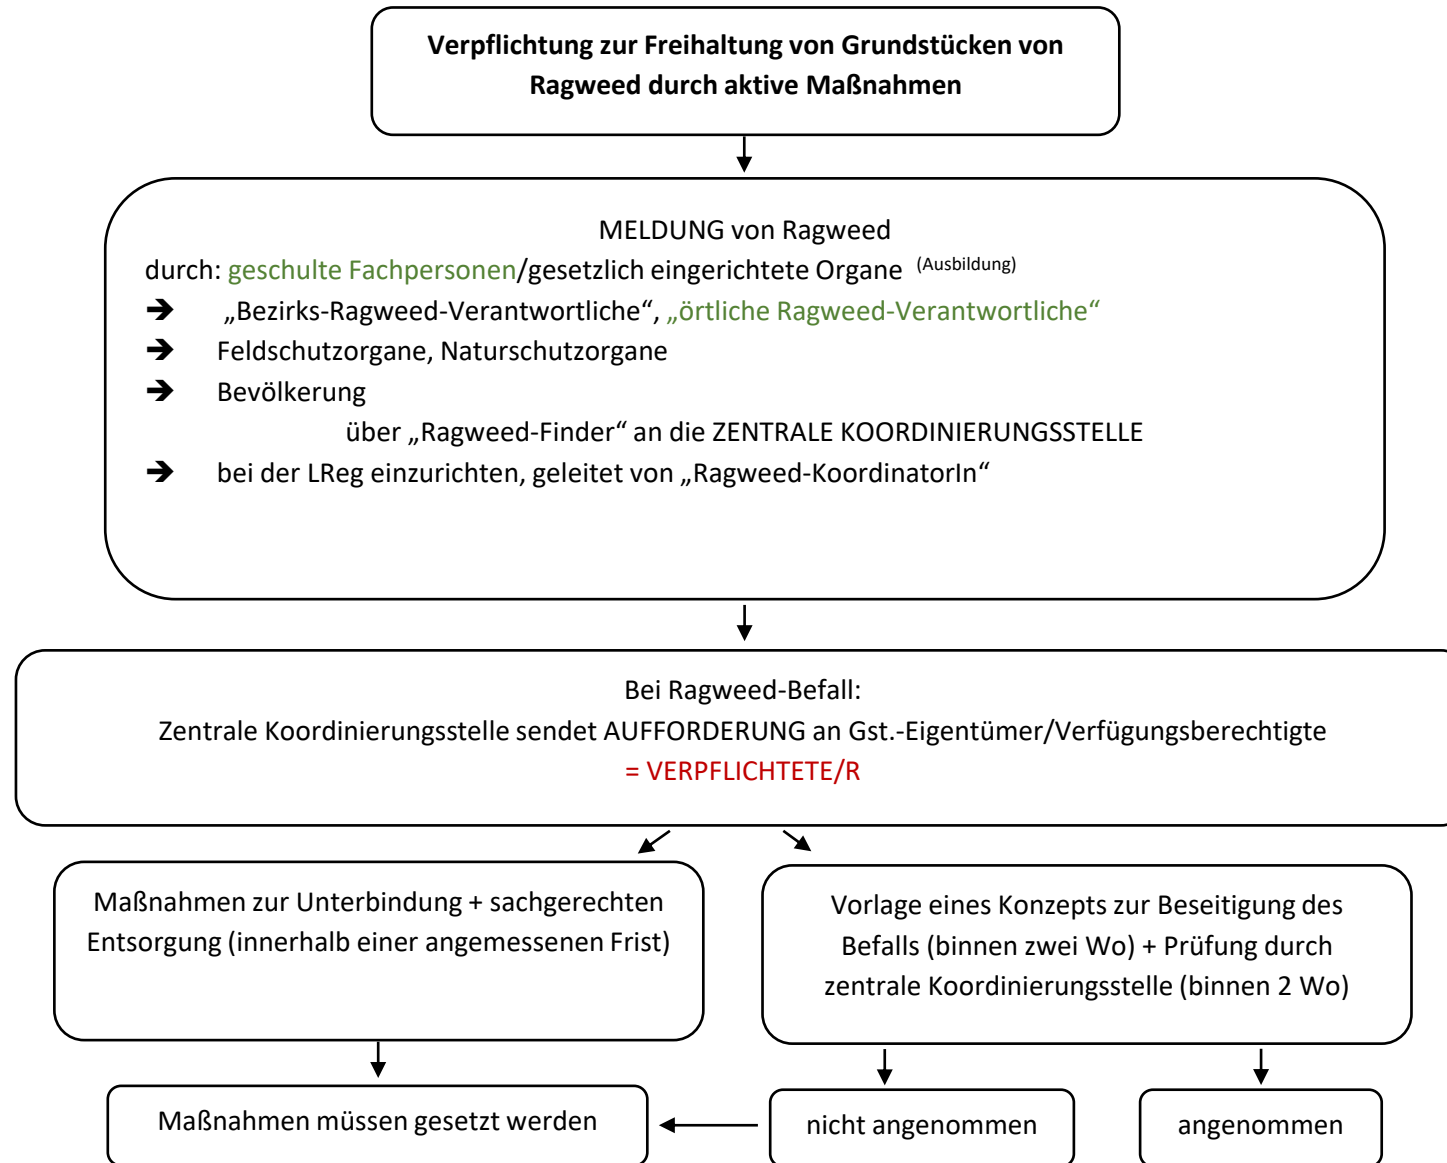 Verpflichtung zur Freihaltung von Grundstücken von
Ragweed durch aktive Maßnahmen
MELDUNG von Ragweed
durch: geschulte Fachpersonen/gesetzlich eingerichtete Organe (Ausbildung)
➔ „Bezirks-Ragweed-Verantwortliche“, „örtliche Ragweed-Verantwortliche“
➔ Feldschutzorgane, Naturschutzorgane
➔ Bevölkerung
über „Ragweed-Finder“ an die ZENTRALE KOORDINIERUNGSSTELLE
➔ bei der LReg einzurichten, geleitet von „Ragweed-KoordinatorIn“
Bei Ragweed-Befall:
Zentrale Koordinierungsstelle sendet AUFFORDERUNG an Gst.-Eigentümer/Verfügungsberechtigte
= VERPFLICHTETE/R
Maßnahmen zur Unterbindung + sachgerechten
Entsorgung (innerhalb einer angemessenen Frist)
Vorlage eines Konzepts zur Beseitigung des
Befalls (binnen zwei Wo) + Prüfung durch
zentrale Koordinierungsstelle (binnen 2 Wo)
Maßnahmen müssen gesetzt werden
nicht angenommen
angenommen